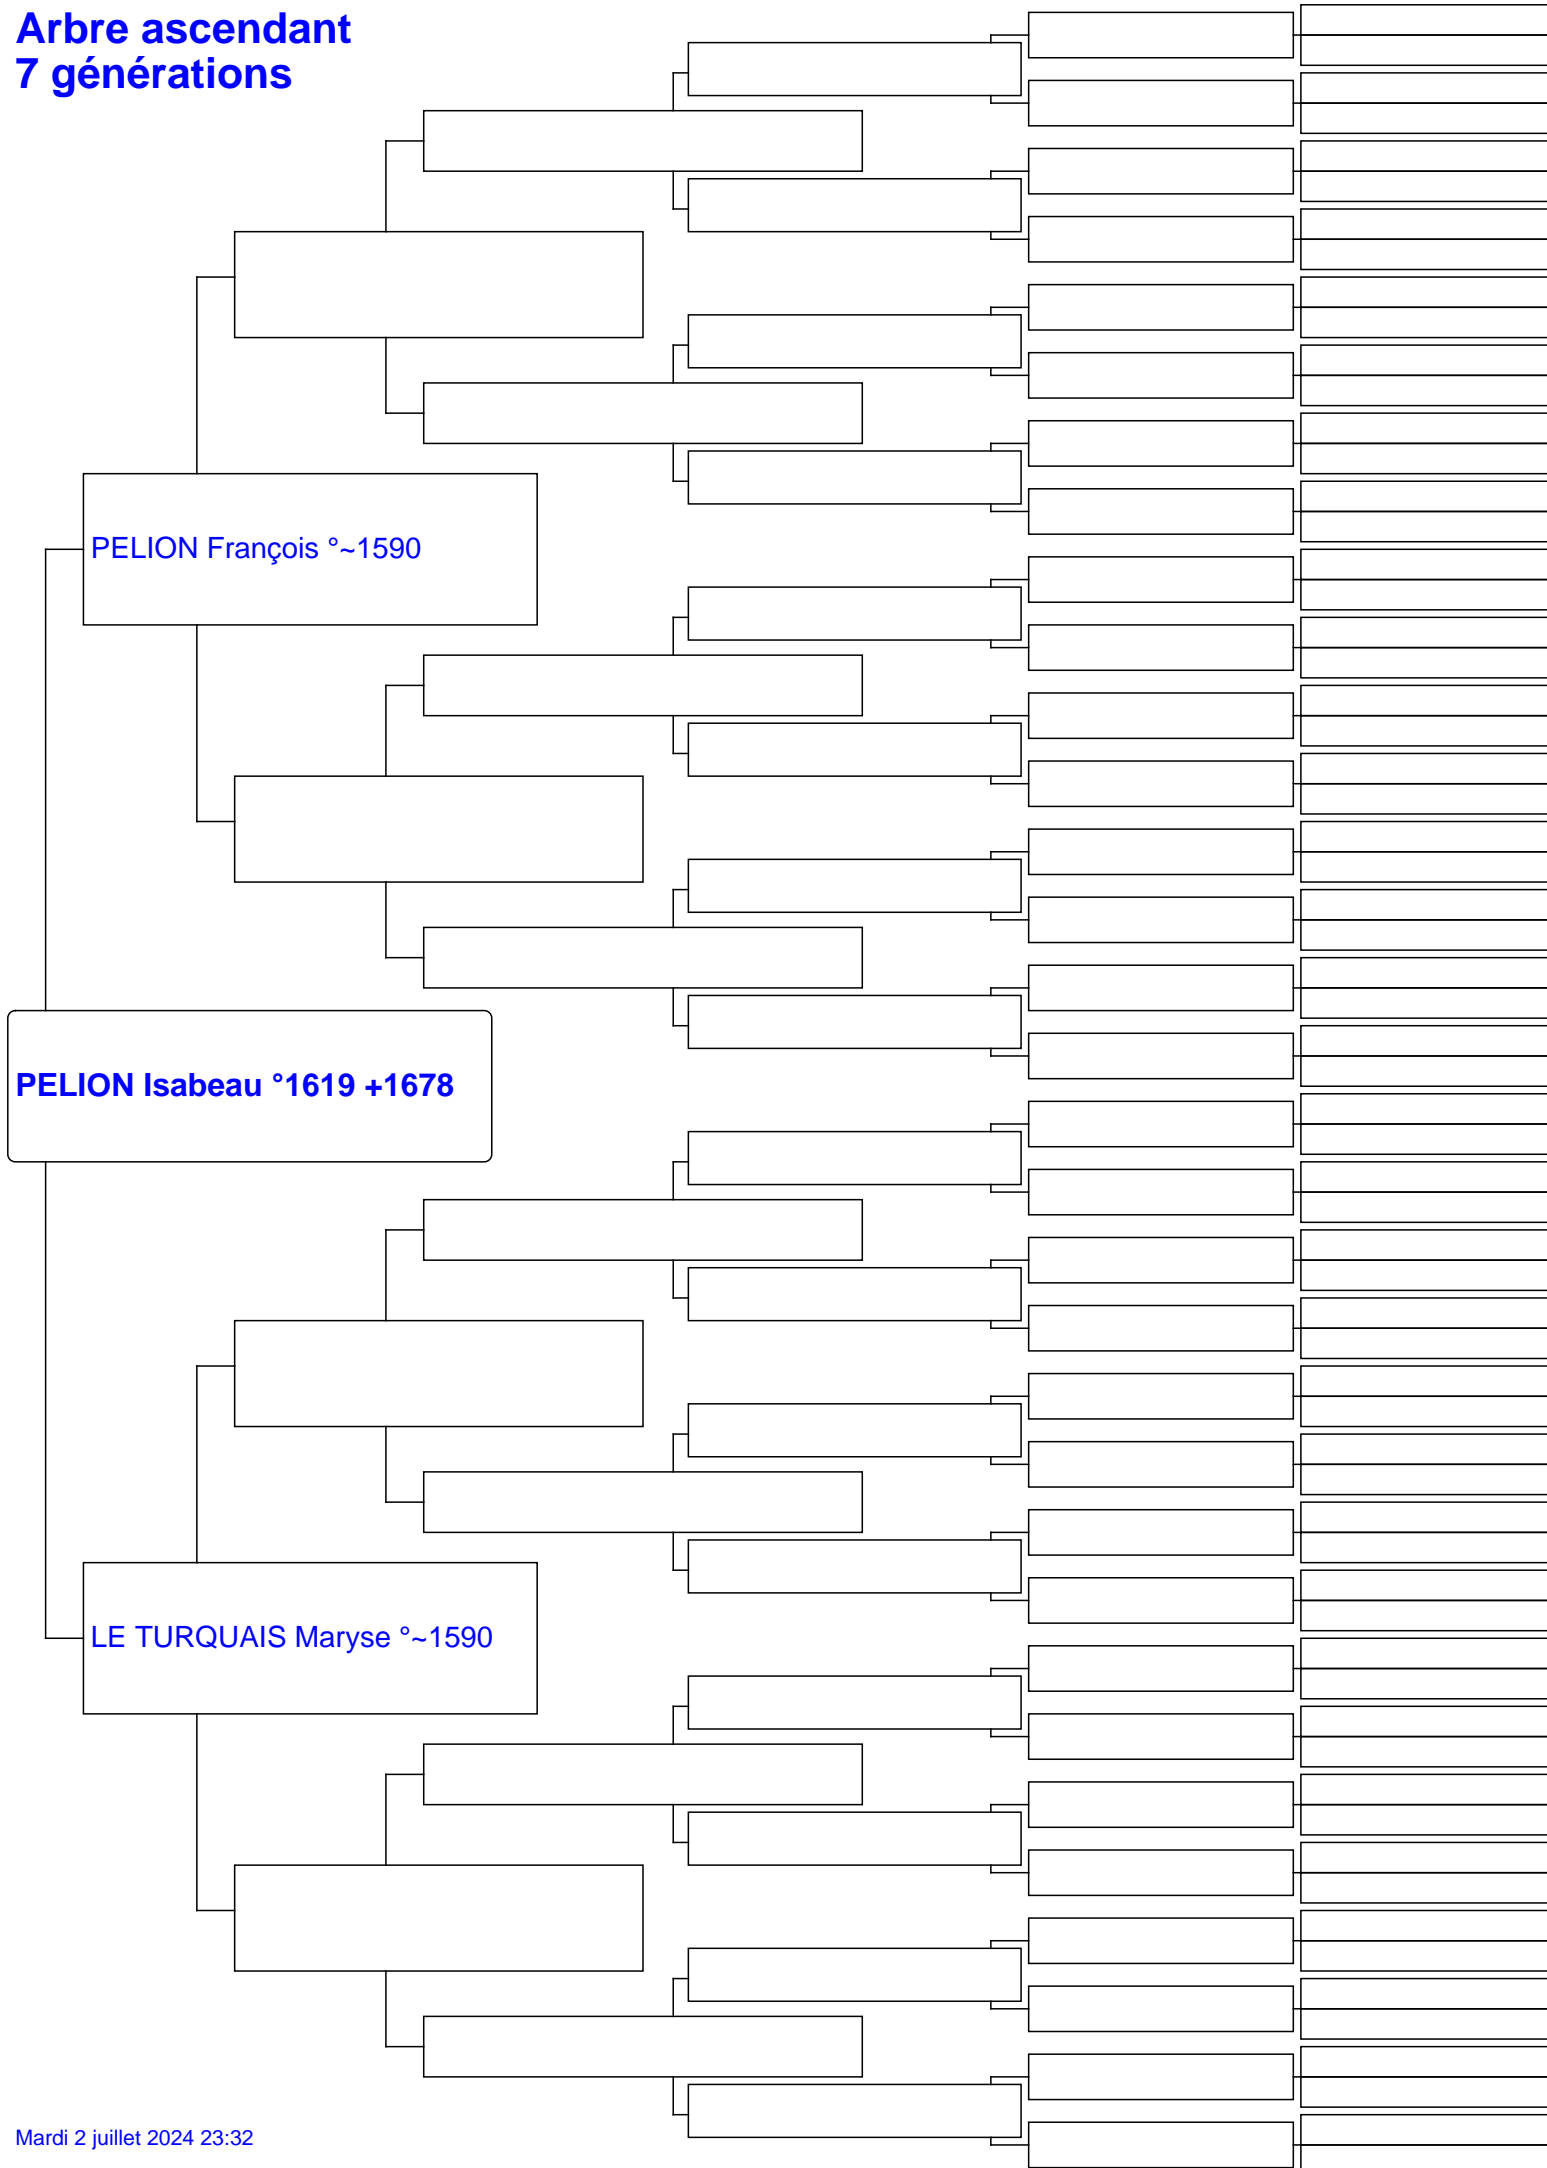 Arbre ascendant
7 générations
PELION François °~1590
PELION Isabeau °1619 +1678
LE TURQUAIS Maryse °~1590
Mardi 2 juillet 2024 23:32